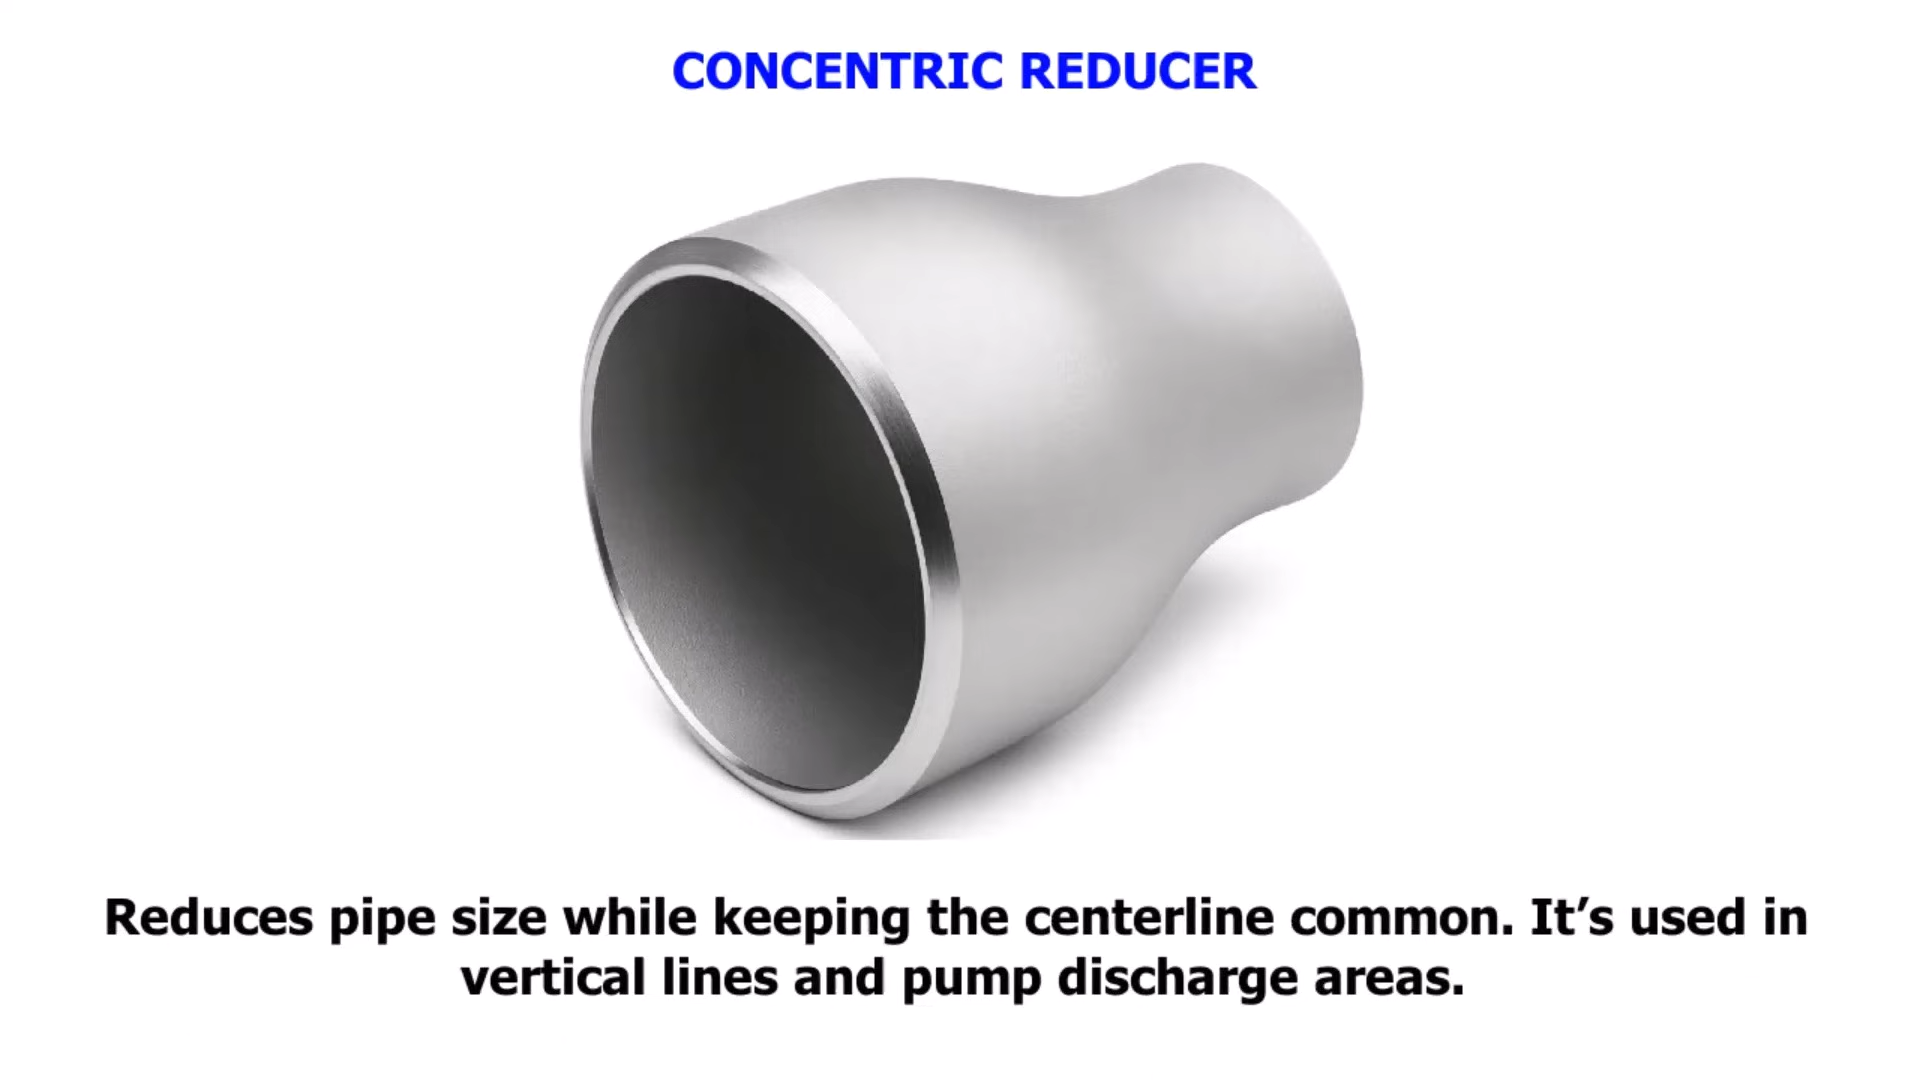 CONCENTRIC REDUCER
Reduces pipe size while keeping the centerline common. It’s used in
vertical lines and pump discharge areas.